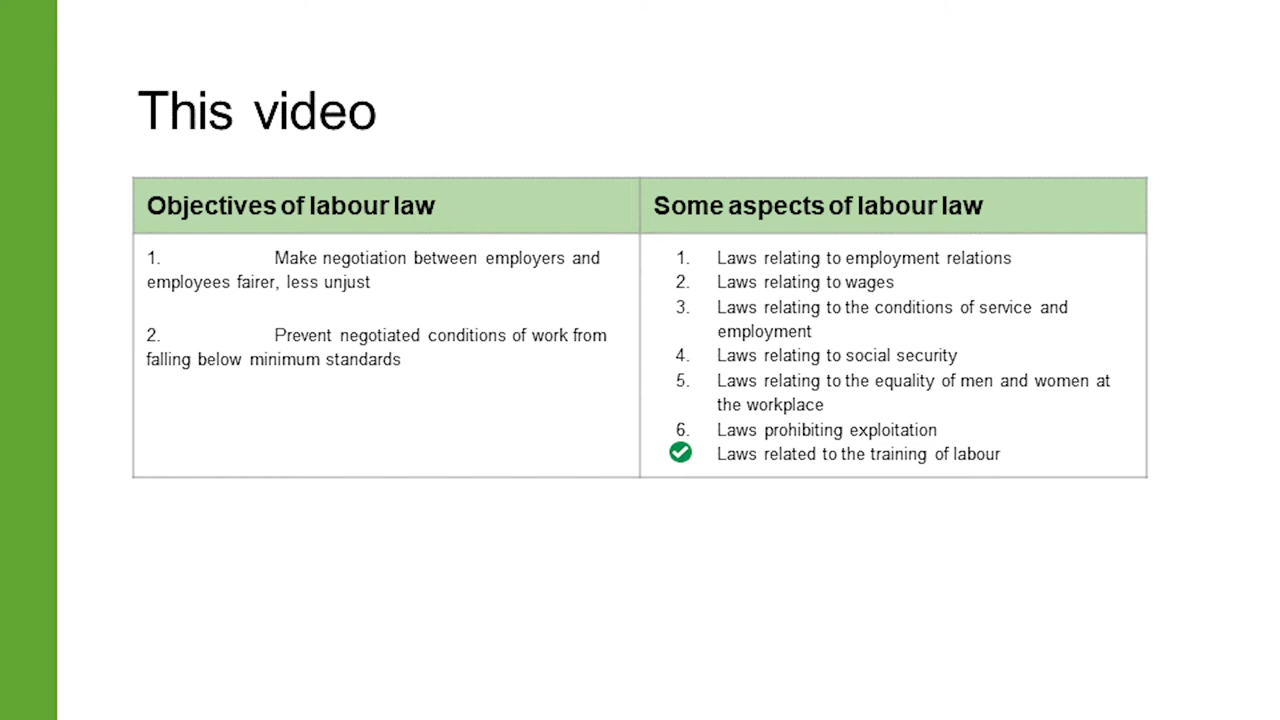 This video
Objectives of labour law
Some aspects of labour law
1. Make negotiation between employers and
employees fairer, less unjust
2. Prevent negotiated conditions of work from
falling below minimum standards
1. Laws relating to employment relations
2. Laws relating to wages
3. Laws relating to the conditions of service and
employment
4. Laws relating to social security
5. Laws relating to the equality of men and women at
the workplace
6. Laws prohibiting exploitation
Laws related to the training of labour